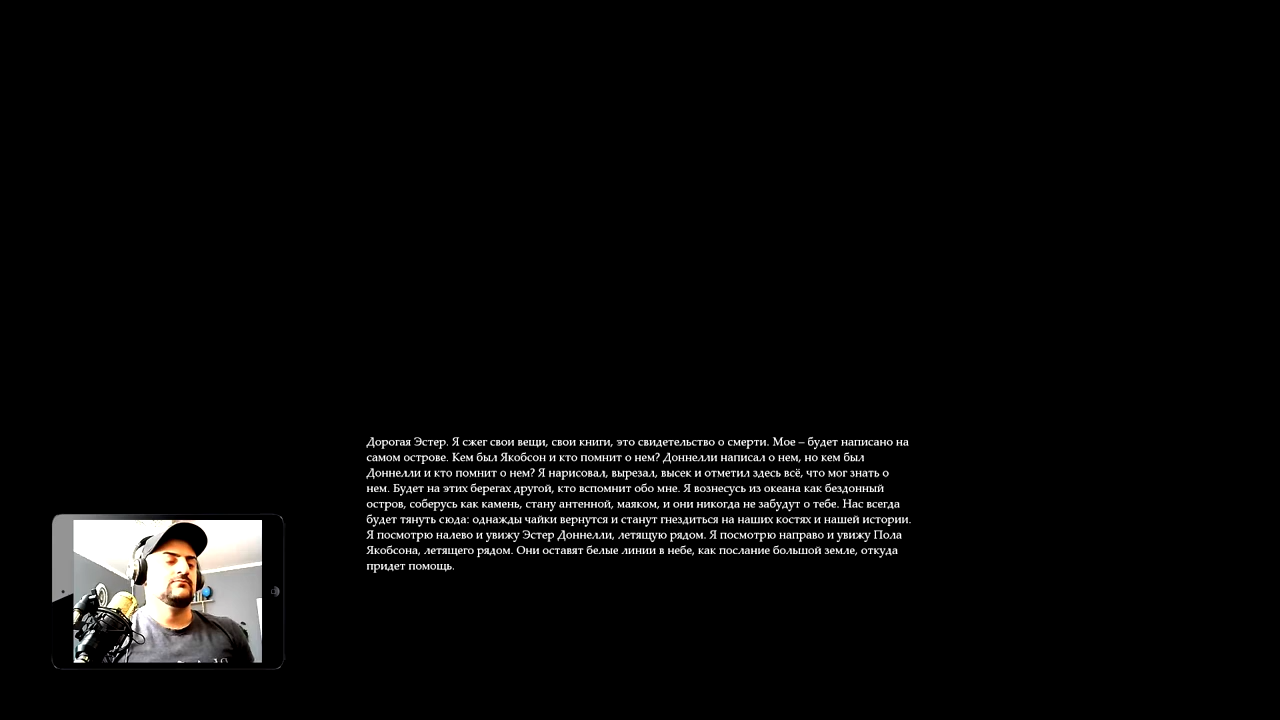 Дорогая Эстер. Я сжег свои вещи, свои книги, это свидетельство о смерти. Мое – будет написано на
самом острове. Кем был Якобсон и кто помнит о нем? Доннелли написал о нем, но кем был
Доннелли и кто помнит о нем? Я нарисовал, вырезал, высек и отметил здесь всё, что мог знать о
нем. Будет на этих берегах другой, кто вспомнит обо мне. Я вознесусь из океана как бездонный
остров, соберусь как камень, стану антенной, маяком, и они никогда не забудут о тебе. Нас всегда
будет тянуть сюда: однажды чайки вернутся и станут гнездиться на наших костях и нашей истории.
Я посмотрю налево и увижу Эстер Доннелли, летящую рядом. Я посмотрю направо и увижу Пола
Якобсона, летящего рядом. Они оставят белые линии в небе, как послание большой земле, откуда
придет помощь.